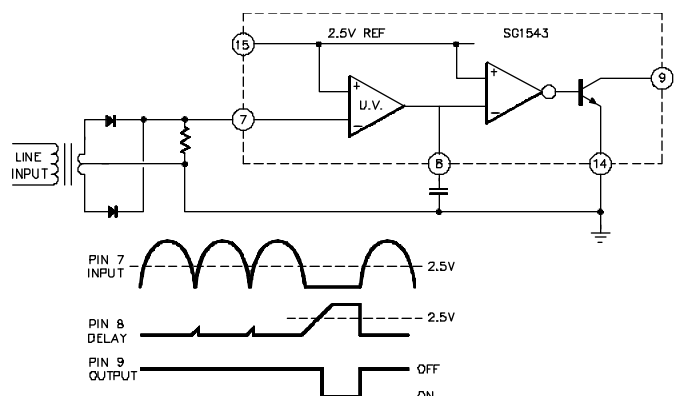 15
2.5V REF
SG1543
+
+
9
U.V.
7
−
−
LINE
INPUT
8
14
PIN 7
INPUT
2.5V
PIN 8
DELAY
2.5V
PIN 9
OUTPUT
OFF
ON